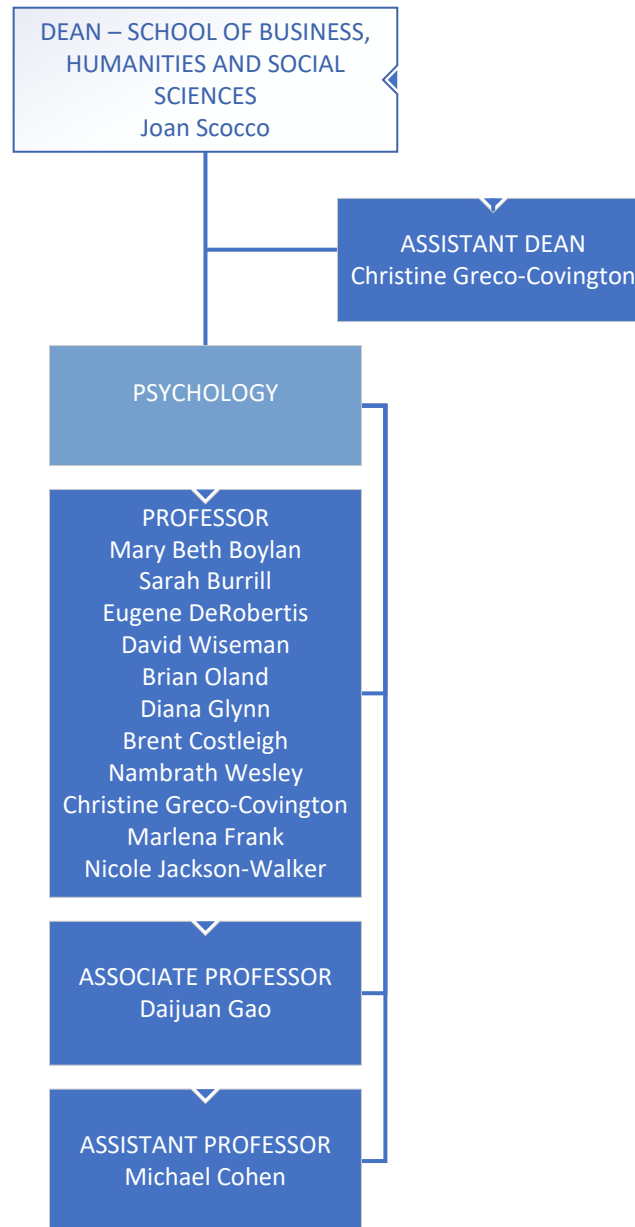 DEAN – SCHOOL OF BUSINESS,
HUMANITIES AND SOCIAL
SCIENCES
Joan Scocco
ASSISTANT DEAN
Christine Greco-Covington
PSYCHOLOGY
PROFESSOR
Mary Beth Boylan
Sarah Burrill
Eugene DeRobertis
David Wiseman
Brian Oland
Diana Glynn
Brent Costleigh
Nambrath Wesley
Christine Greco-Covington
Marlena Frank
Nicole Jackson-Walker
ASSOCIATE PROFESSOR
Daijuan Gao
ASSISTANT PROFESSOR
Michael Cohen